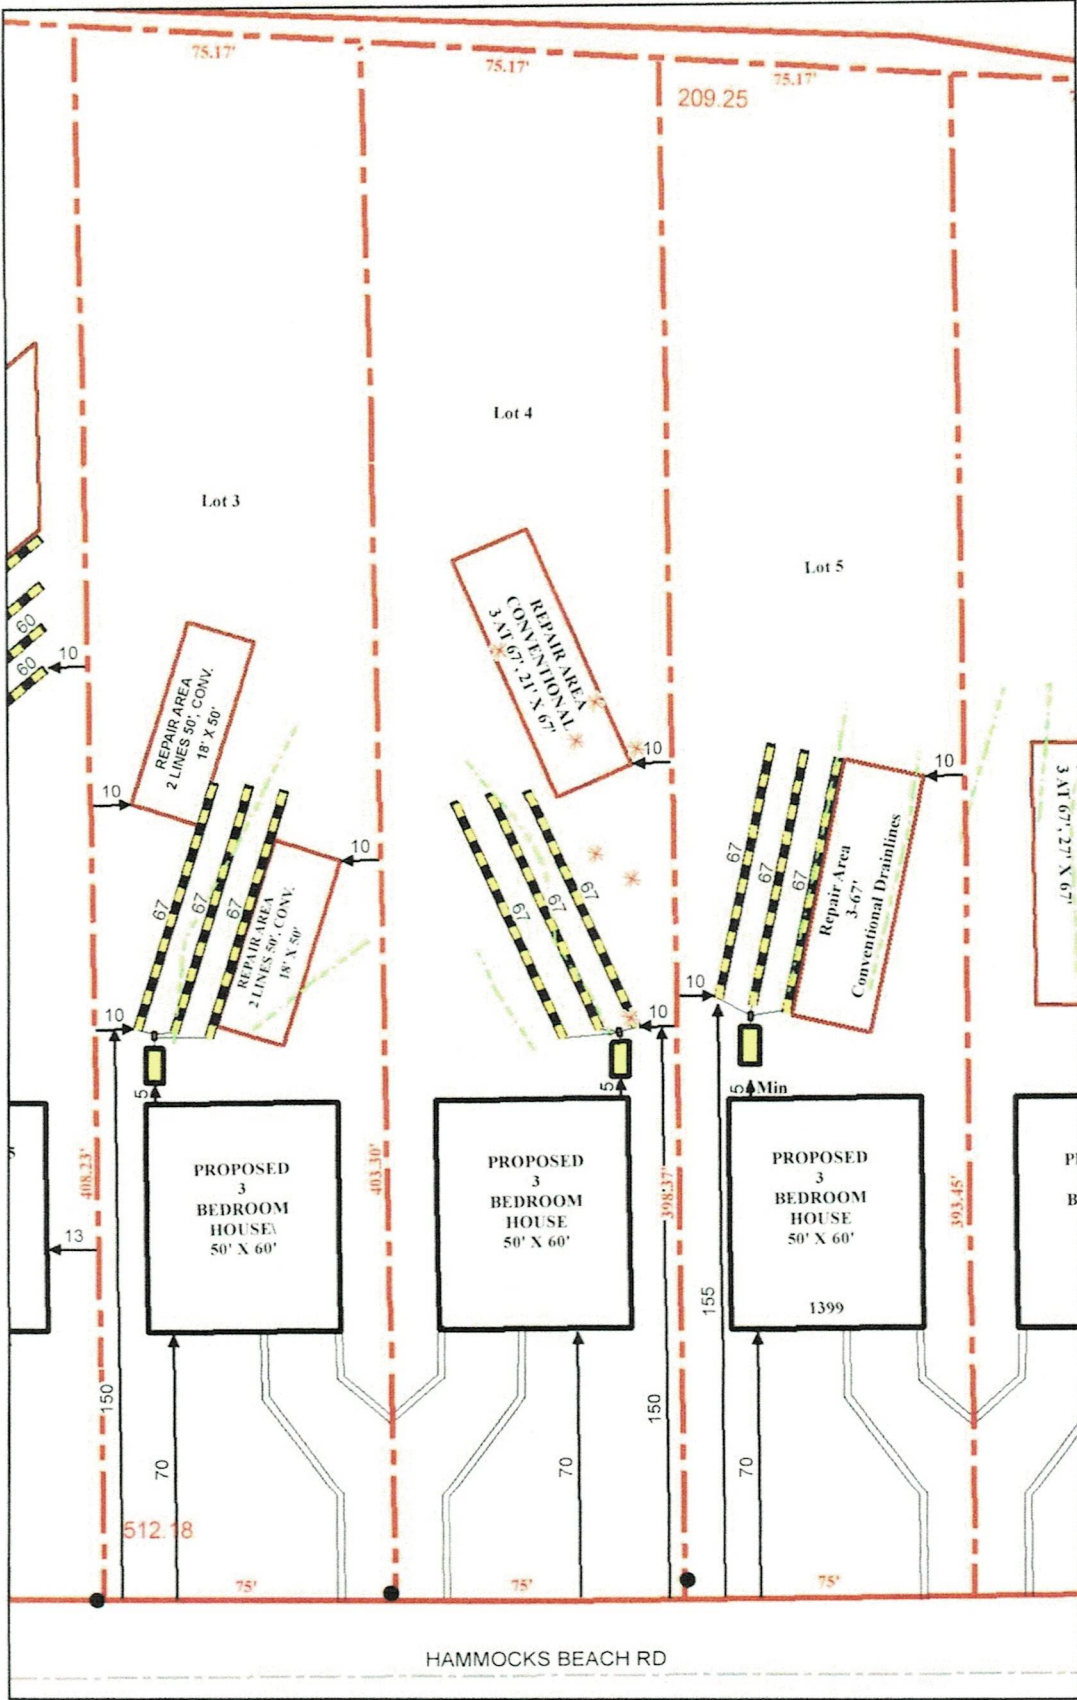 75.17'
75.17'
75.17'
209.25
Lot 4
Lot 3
Lot 5
60
60
10
REPAIR AREA
CONVENTIONAL
3 AT 67', 21' X 67'
10
REPAIR AREA
2 LINES 50', CONV.
18' X 50'
10
10
10
3 AT 67', 27' X 67'
67
67
67
REPAIR AREA
2 LINES 50', CONV.
18' X 50'
67
67
67
67
67
67
Repair Area
3-67'
Conventional Drainlines
10
10
10
5
5
5 Min
PROPOSED
3
BEDROOM
HOUSE\
50' X 60'
PROPOSED
3
BEDROOM
HOUSE
50' X 60'
PROPOSED
3
BEDROOM
HOUSE
50' X 60'
1399
P
B
408.23'
403.30'
398.37'
393.45'
13
150
150
155
70
70
70
512.18
75'
75'
75'
HAMMOCKS BEACH RD